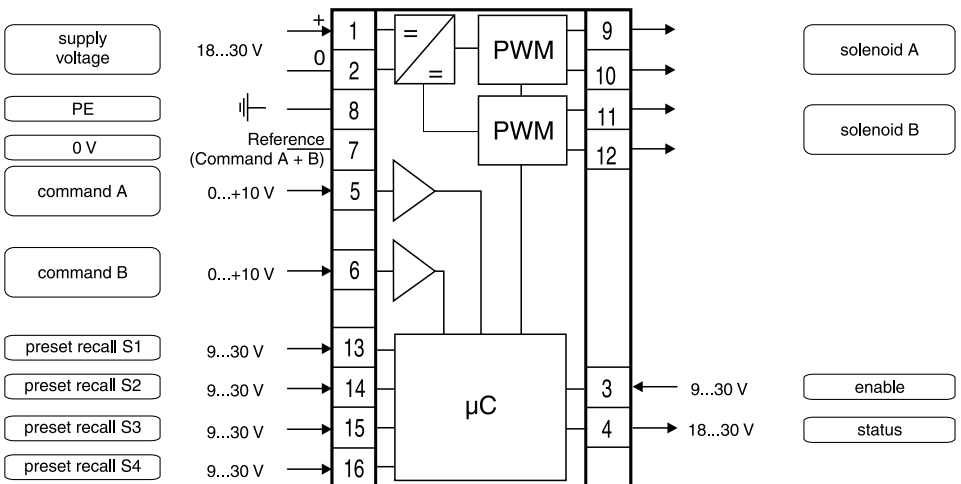 supply
voltage
18...30 V
+
1
=
=
PWM
9
solenoid A
0
2
10
PE
8
PWM
11
solenoid B
0 V
Reference
(Command A + B)
7
12
command A
0...+10 V
5
command B
0...+10 V
6
preset recall S1
9...30 V
13
preset recall S2
9...30 V
14
µC
3
9...30 V
enable
preset recall S3
9...30 V
15
4
18...30 V
status
preset recall S4
9...30 V
16